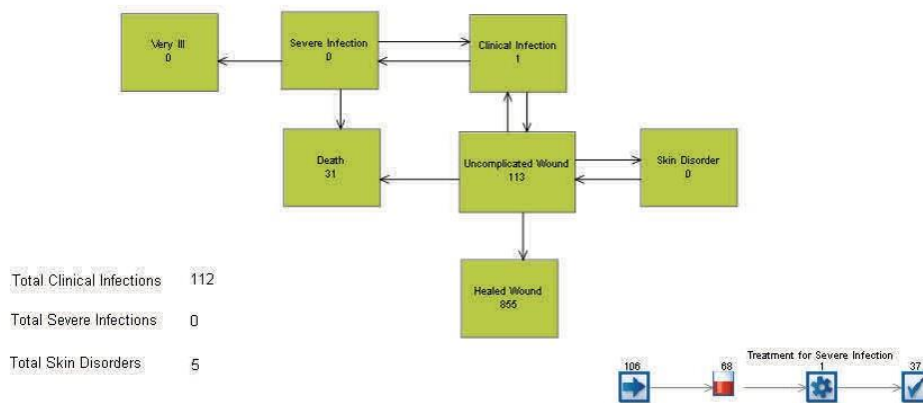 Very Ill
0
Severe Infection
0
Clinical Infection
1
Death
31
Uncomplicated Wound
113
Skin Disorder
0
Healed Wound
855
Total Clinical Infections 112
Total Severe Infections 0
Total Skin Disorders 5
Treatment for Severe Infection
106 68 1 37